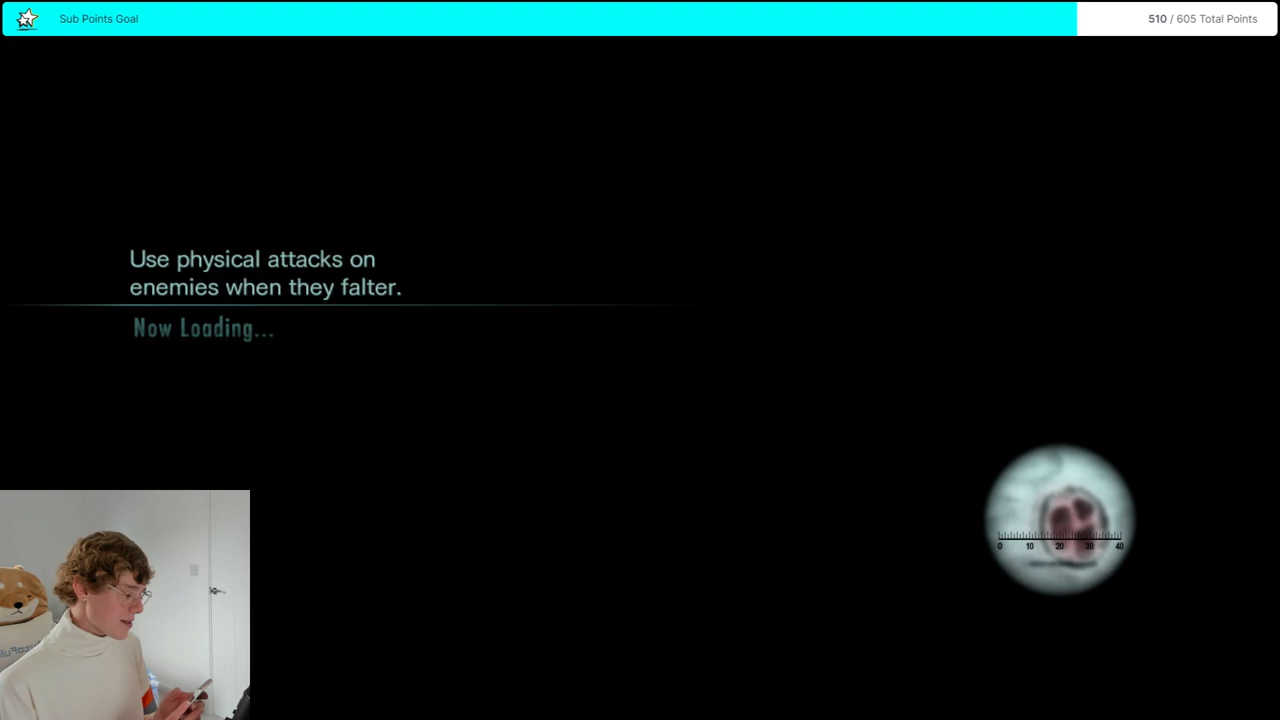 Sub Points Goal
510 / 605 Total Points
Use physical attacks on
enemies when they falter.
Now Loading...
0 10 20 30 40